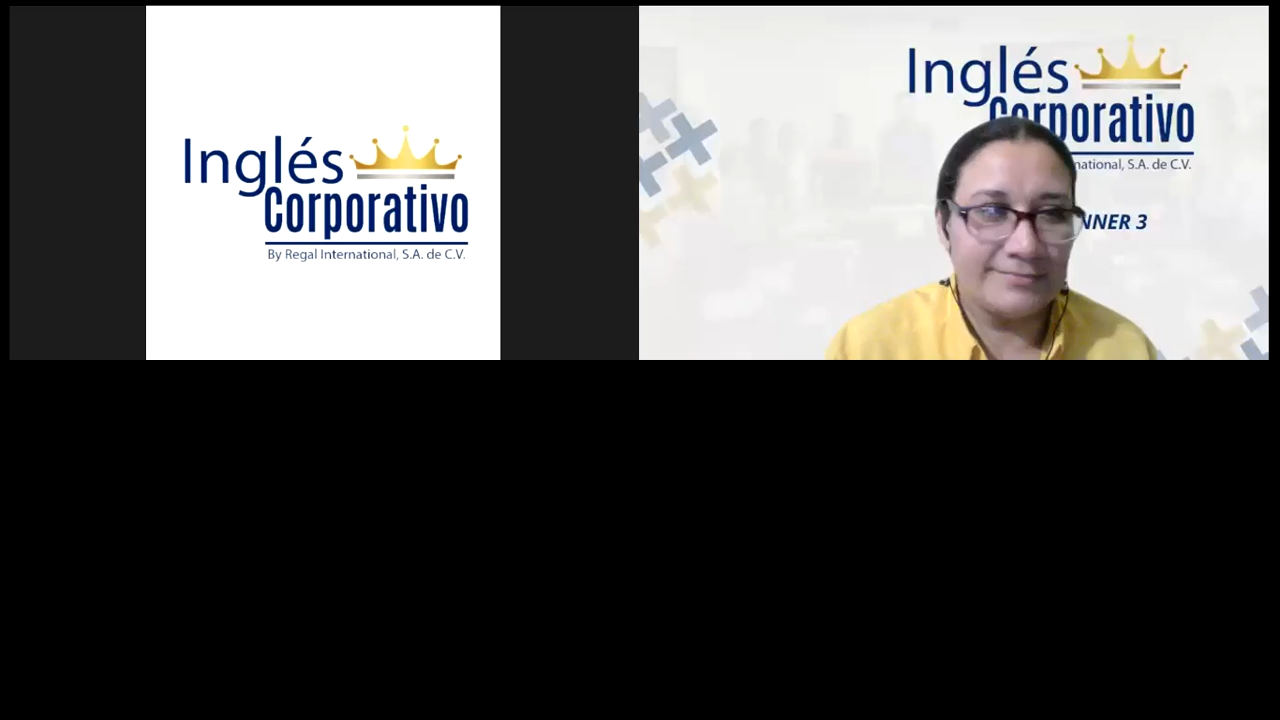 Inglés
Corporativo
By Regal International, S.A. de C.V.
Inglés
Corporativo
national, S.A. de C.V.
NNER 3